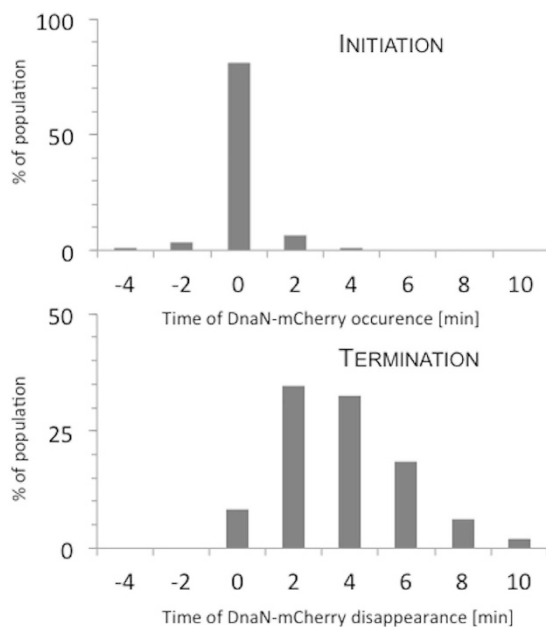 100
INITIATION
% of population
50
0
-4 -2 0 2 4 6 8 10
Time of DnaN-mCherry occurence [min]
50
TERMINATION
% of population
25
0
-4 -2 0 2 4 6 8 10
Time of DnaN-mCherry disappearance [min]